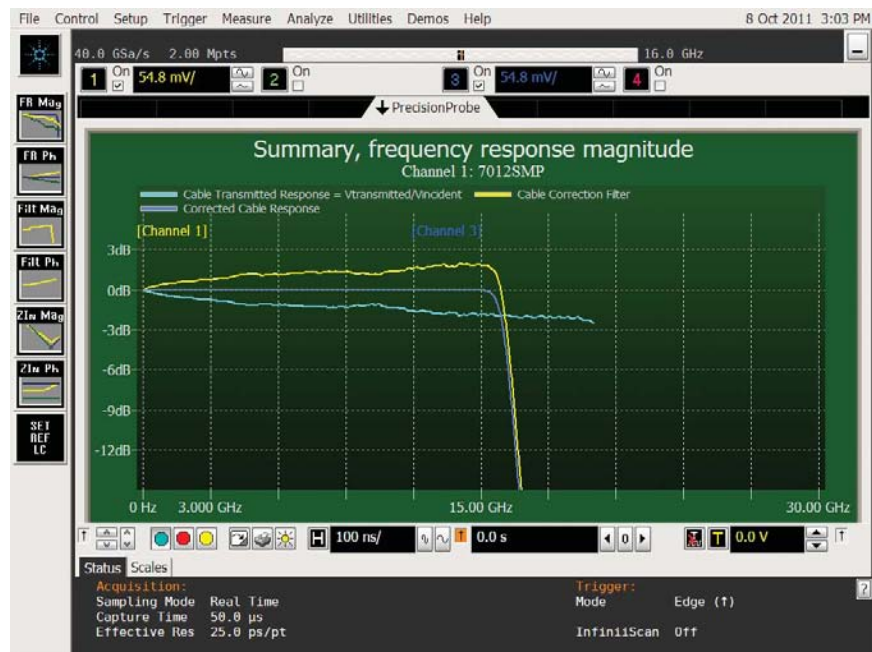 File Control Setup Trigger Measure Analyze Utilities Demos Help 8 Oct 2011 3:03 PM
40.0 GSa/s 2.00 Mpts 16.0 GHz
1 On 54.8 mV/ 2 On 3 On 54.8 mV/ 4 On
PrecisionProbe
FR Mag
FR Ph
Filt Mag
Filt Ph
ZIn Mag
ZIn Ph
SET
REF
LC
Summary, frequency response magnitude
Channel 1: 7012SMP
Cable Transmitted Response = Vtransmitted/Vincident Cable Correction Filter
Corrected Cable Response
[Channel 1] [Channel 3]
3dB
0dB
-3dB
-6dB
-9dB
-12dB
0 Hz 3.000 GHz 15.00 GHz 30.00 GHz
H 100 ns/ 0.0 s 0 T 0.0 V
Status Scales
Acquisition: Trigger:
Sampling Mode Real Time Mode Edge (↑)
Capture Time 50.0 µs
Effective Res 25.0 ps/pt InfiniiScan Off
?